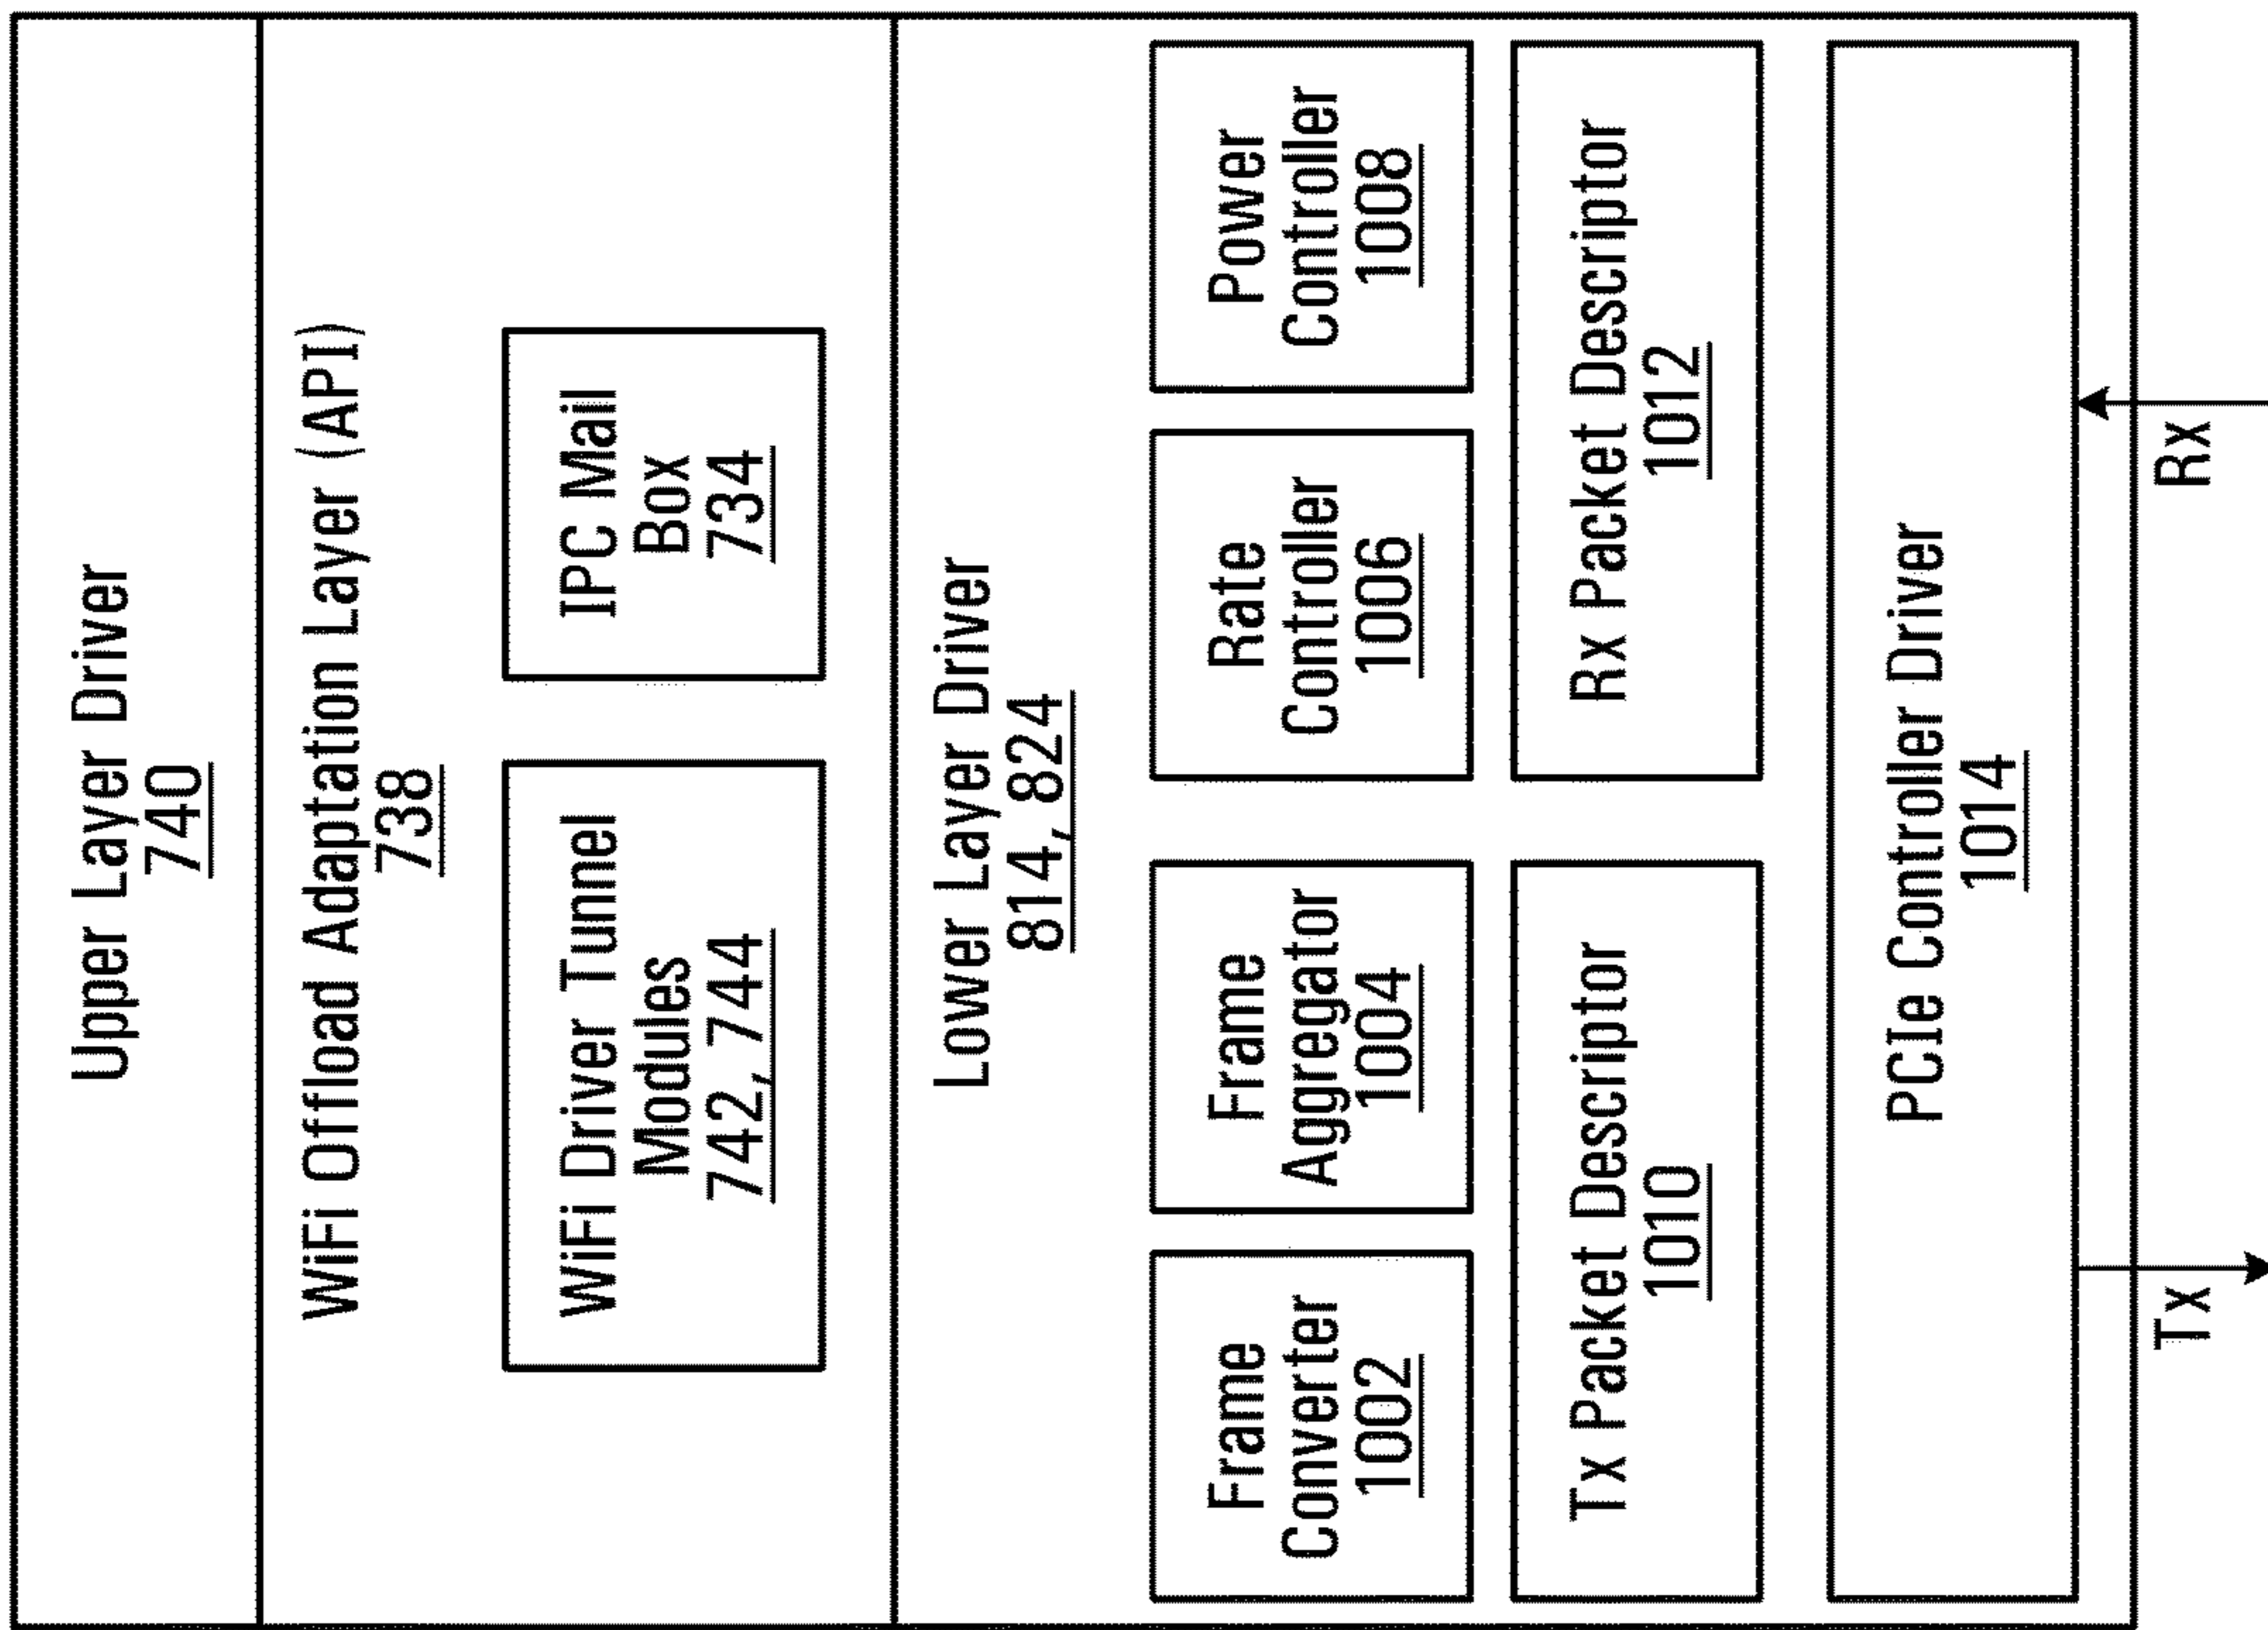 Upper Layer Driver
740
WiFi Offload Adaptation Layer (API)
738
WiFi Driver Tunnel
Modules
742, 744
IPC Mail
Box
734
Lower Layer Driver
814, 824
Frame
Converter
1002
Frame
Aggregator
1004
Rate
Controller
1006
Power
Controller
1008
Tx Packet Descriptor
1010
Rx Packet Descriptor
1012
PCIe Controller Driver
1014
Tx
Rx